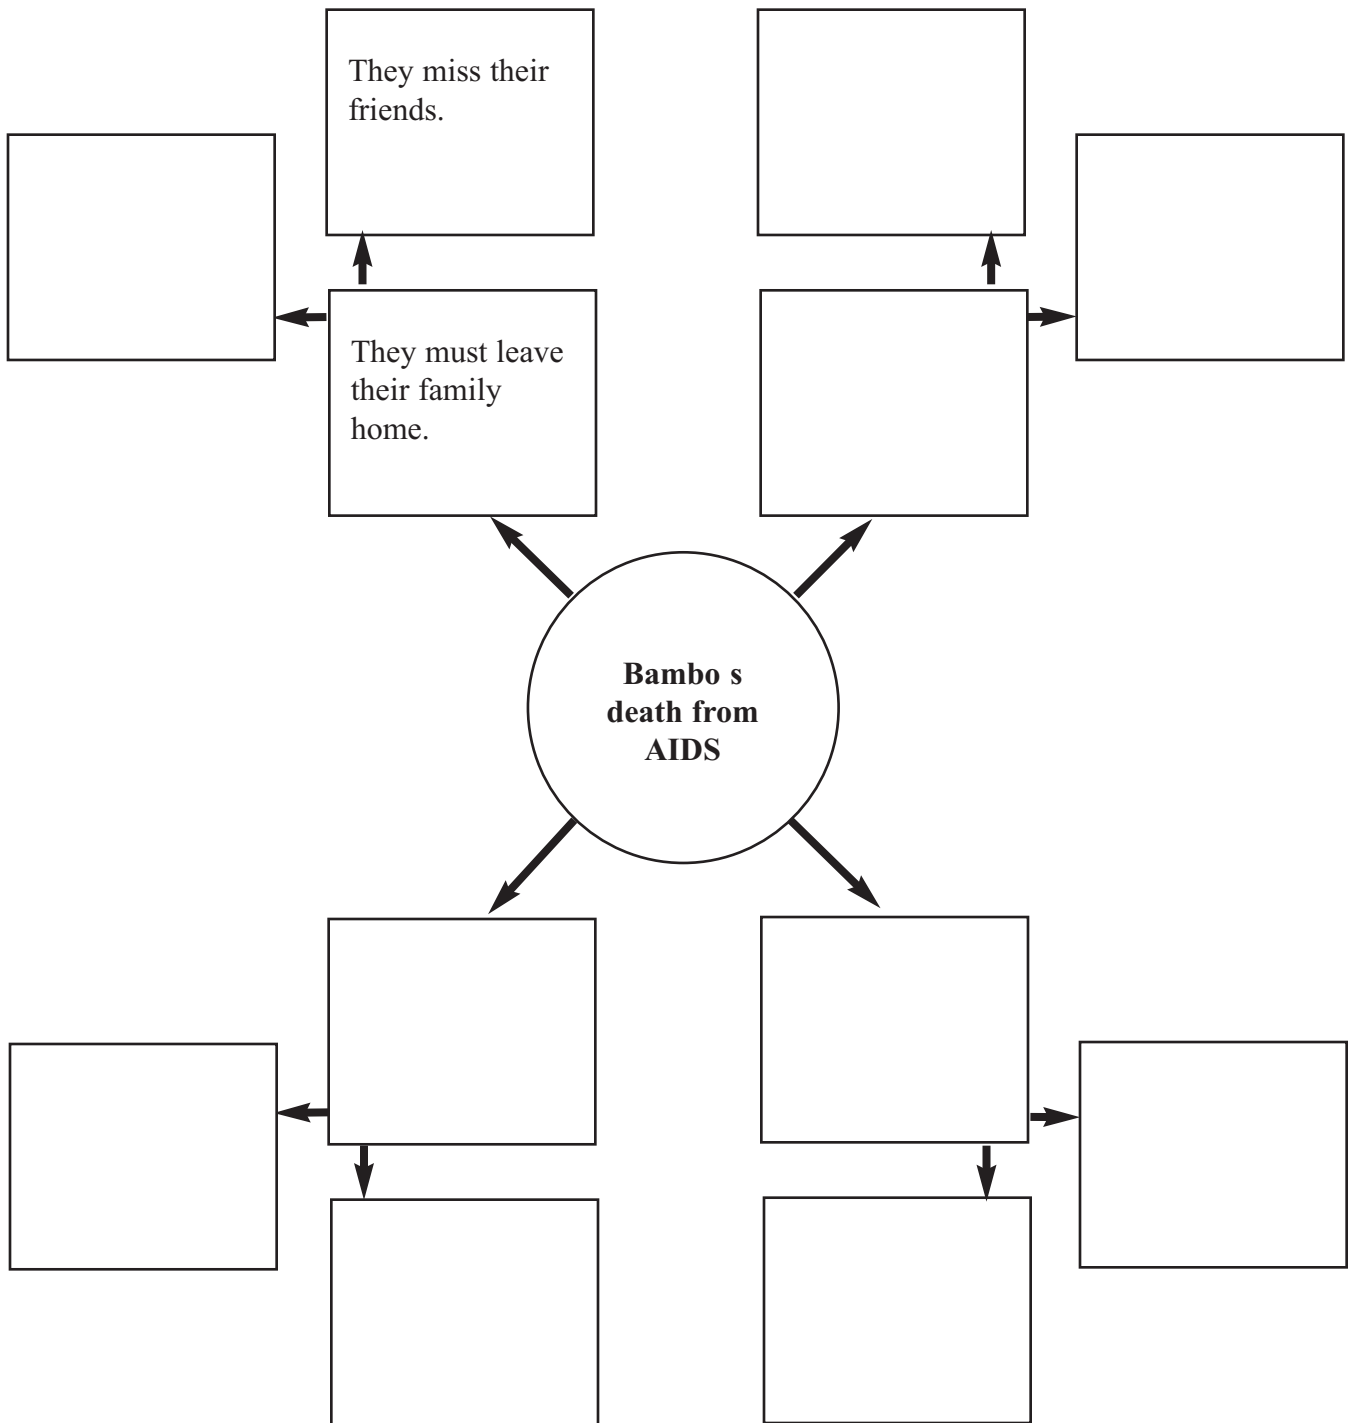 They miss their
friends.
They must leave
their family
home.
Bambo s
death from
AIDS